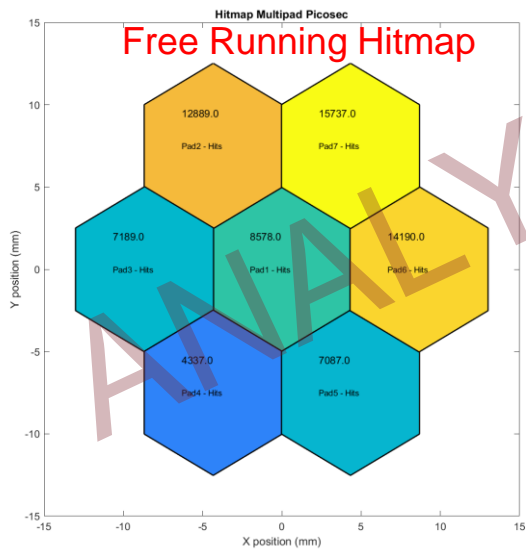 Hitmap Multipad Picosec
Free Running Hitmap
15
10
5
0
-5
-10
-15
Y position (mm)
12889.0
Pad2 - Hits
15737.0
Pad7 - Hits
7189.0
Pad3 - Hits
8578.0
Pad1 - Hits
14190.0
Pad6 - Hits
4337.0
Pad4 - Hits
7087.0
Pad5 - Hits
ANALY
-15 -10 -5 0 5 10 15
X position (mm)